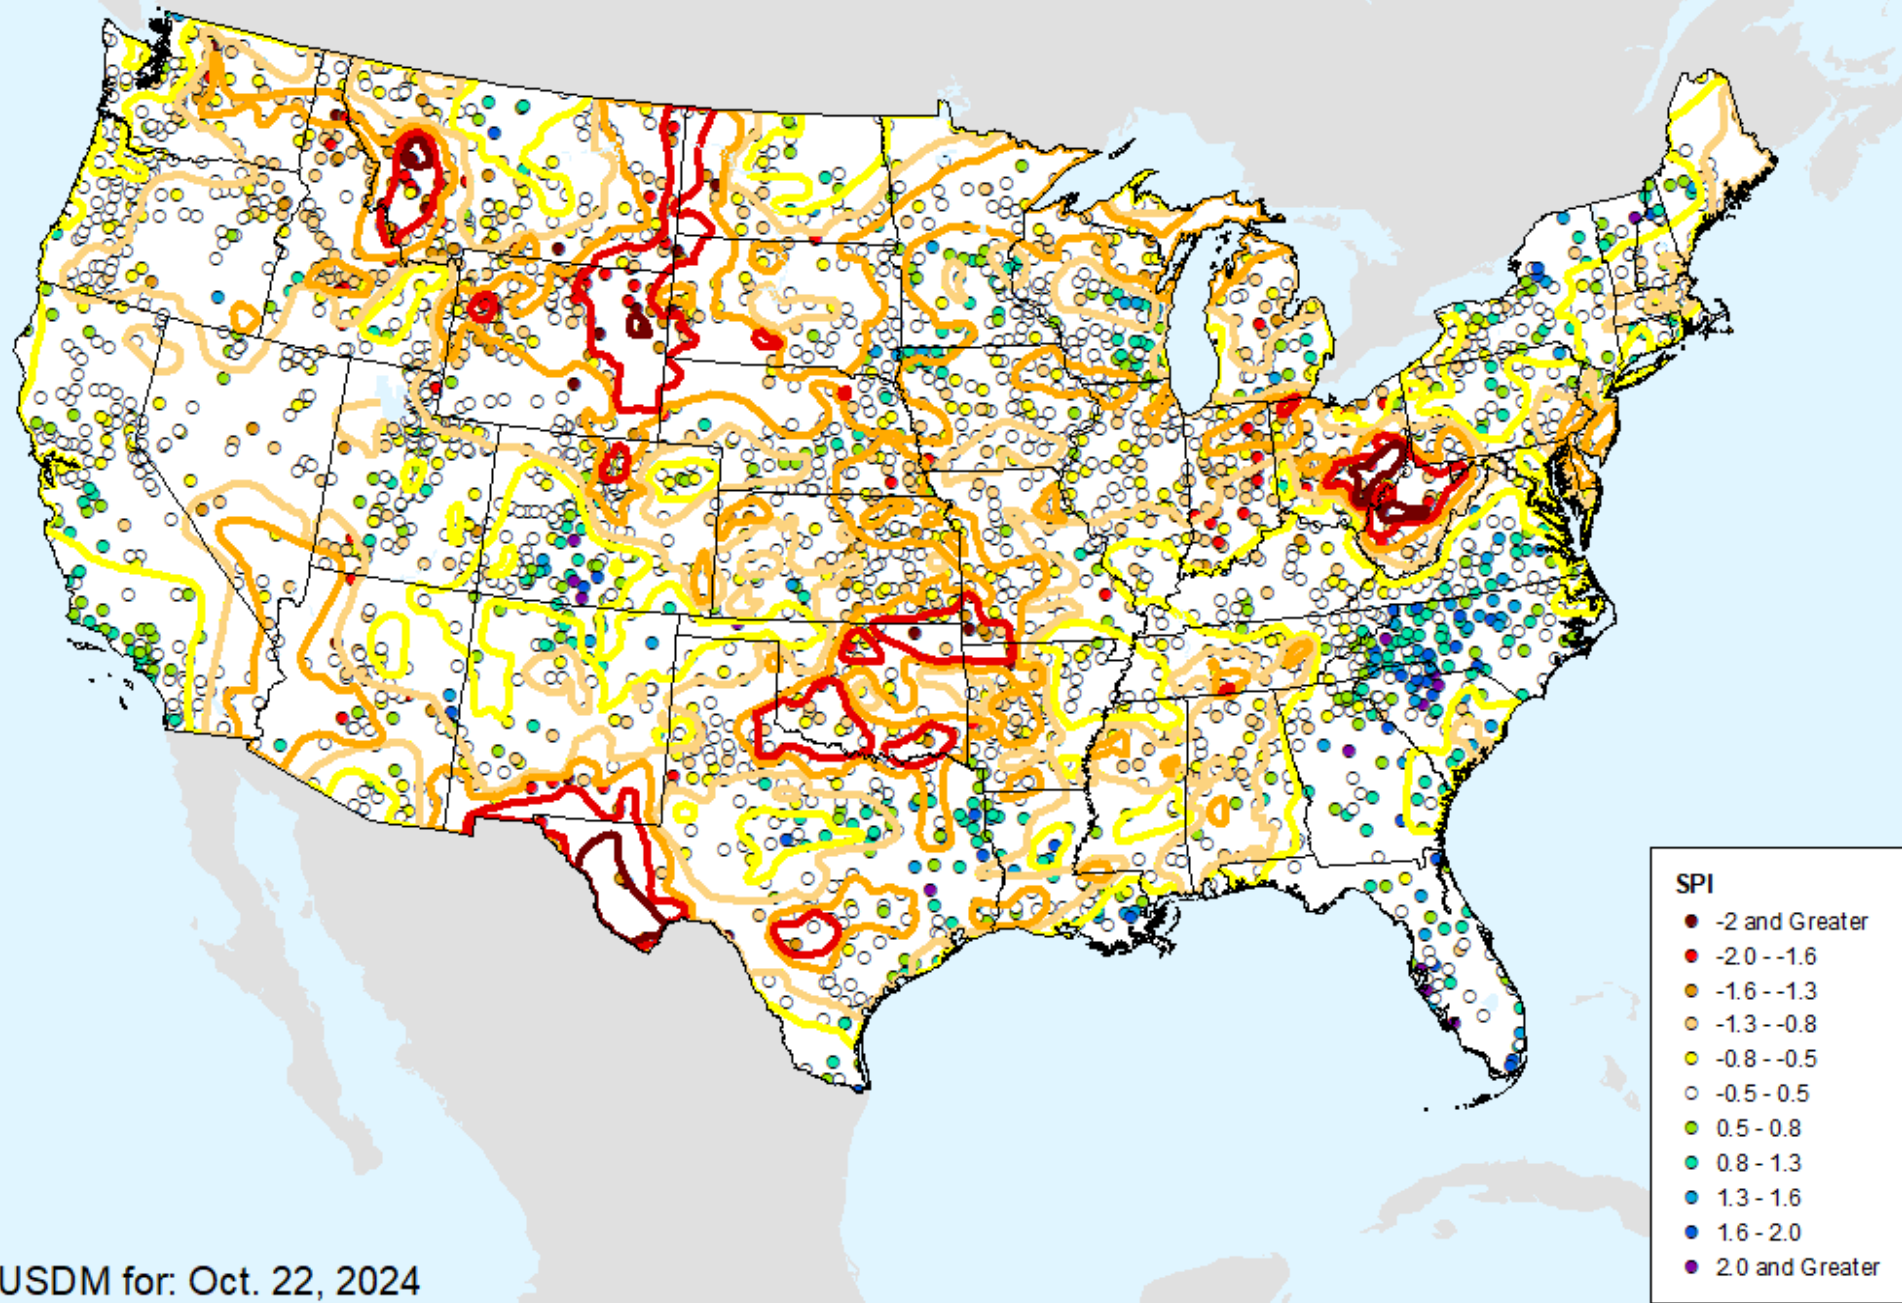 SPI
-2 and Greater
-2.0 - -1.6
-1.6 - -1.3
-1.3 - -0.8
-0.8 - -0.5
-0.5 - 0.5
0.5 - 0.8
0.8 - 1.3
1.3 - 1.6
1.6 - 2.0
2.0 and Greater
USDM for: Oct. 22, 2024